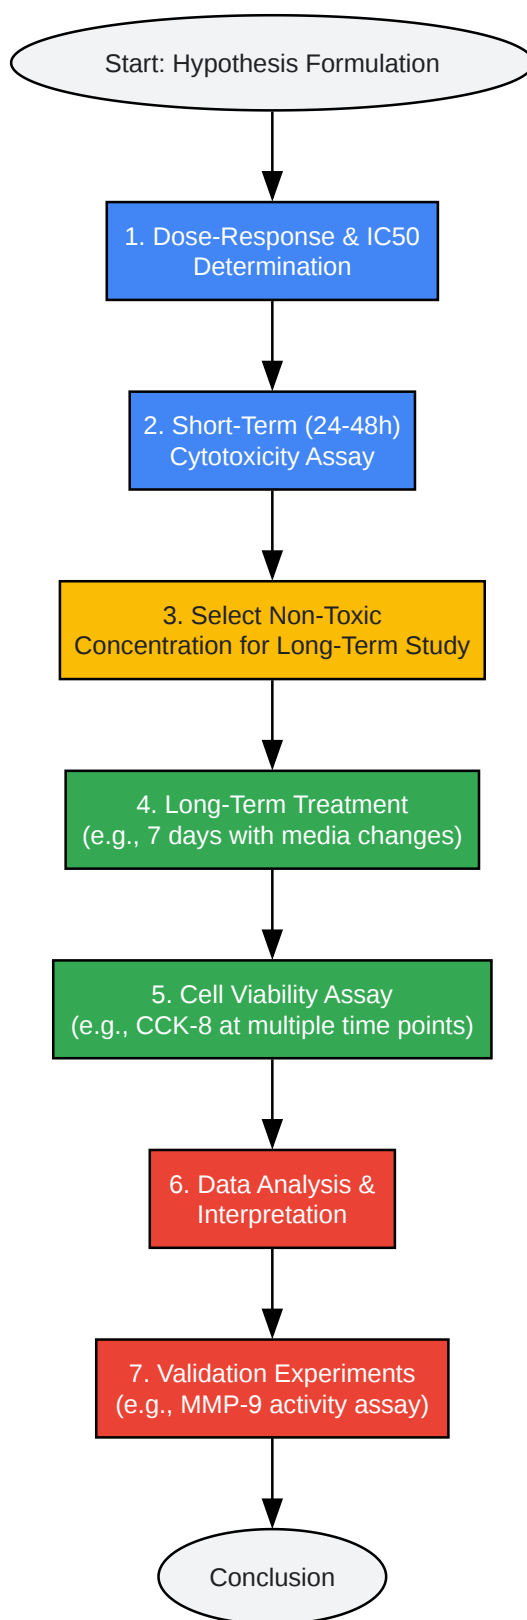 Start: Hypothesis Formulation
1. Dose-Response & IC50
Determination
2. Short-Term (24-48h)
Cytotoxicity Assay
3. Select Non-Toxic
Concentration for Long-Term Study
4. Long-Term Treatment
(e.g., 7 days with media changes)
5. Cell Viability Assay
(e.g., CCK-8 at multiple time points)
6. Data Analysis &
Interpretation
7. Validation Experiments
(e.g., MMP-9 activity assay)
Conclusion